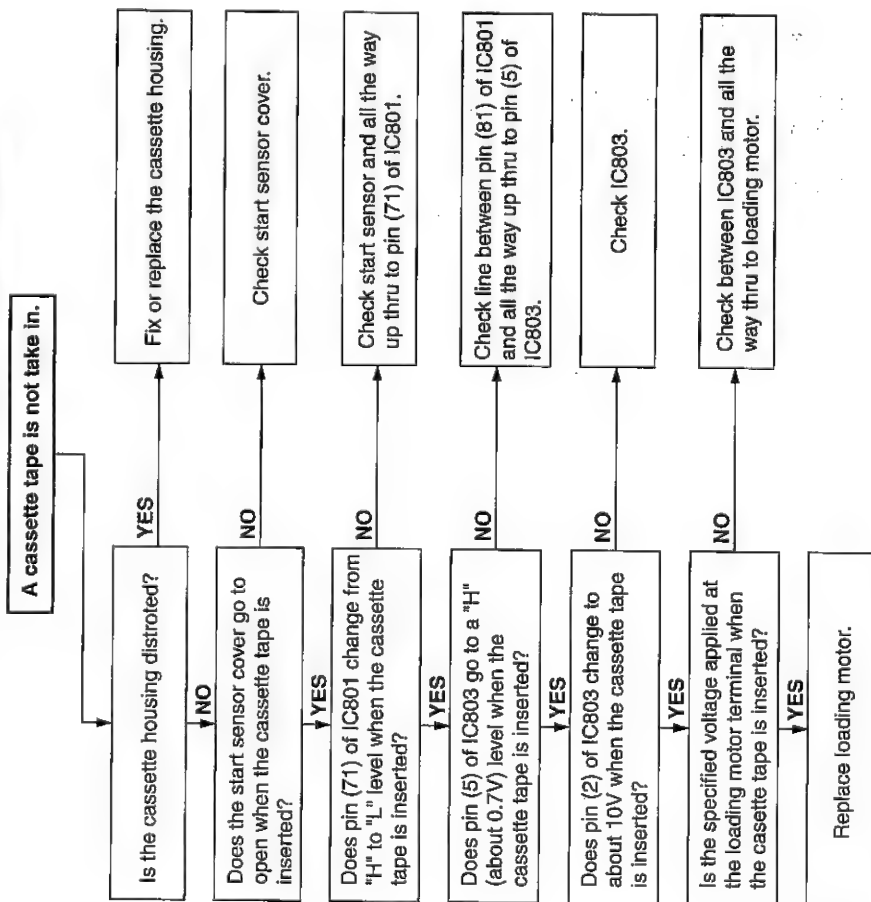 A cassette tape is not take in.
Is the cassette housing distroted?
YES
Fix or replace the cassette housing.
NO
Does the start sensor cover go to
open when the cassette tape is
inserted?
NO
Check start sensor cover.
YES
Does pin (71) of IC801 change from
"H" to "L" level when the cassette
tape is inserted?
NO
Check start sensor and all the way
up thru to pin (71) of IC801.
YES
Does pin (5) of IC803 go to a "H"
(about 0.7V) level when the
cassette tape is inserted?
NO
Check line between pin (81) of IC801
and all the way up thru to pin (5) of
IC803.
YES
Does pin (2) of IC803 change to
about 10V when the cassette tape
is inserted?
NO
Check IC803.
YES
Is the specified voltage applied at
the loading motor terminal when
the casette tape is inserted?
NO
Check between IC803 and all the
way thru to loading motor.
YES
Replace loading motor.